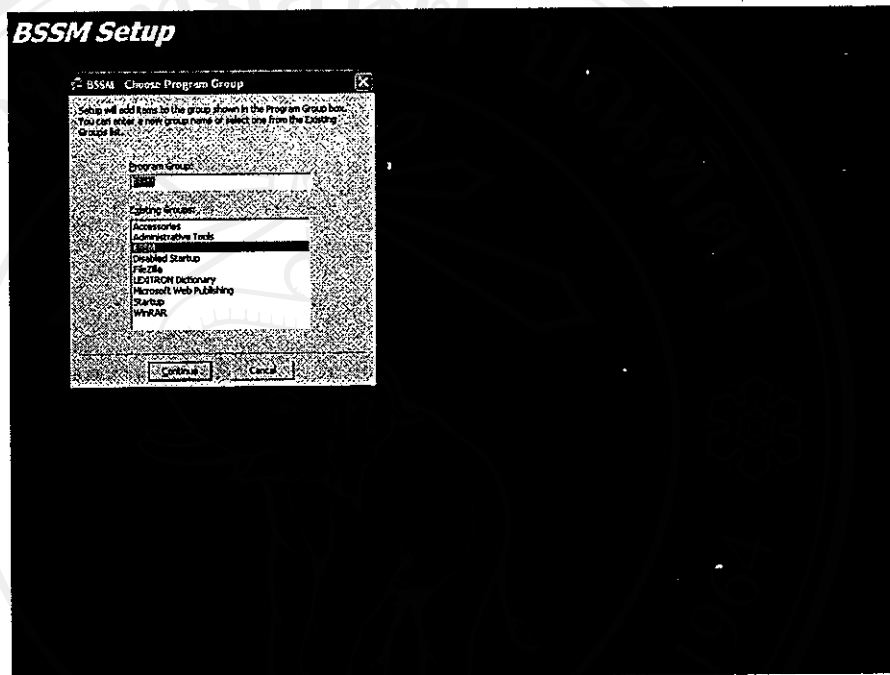 BSSM Setup
BSSM - Choose Program Group
Setup will add items to the group shown in the Program Group box.
You can enter a new group name or select one from the Existing
Groups list.
Program Group:
BSSM
Existing Groups:
Accessories
Administrative Tools
BSSM
Disabled Startup
FileZilla
LEXITRON Dictionary
Microsoft Web Publishing
Startup
WinRAR
Continue
Cancel